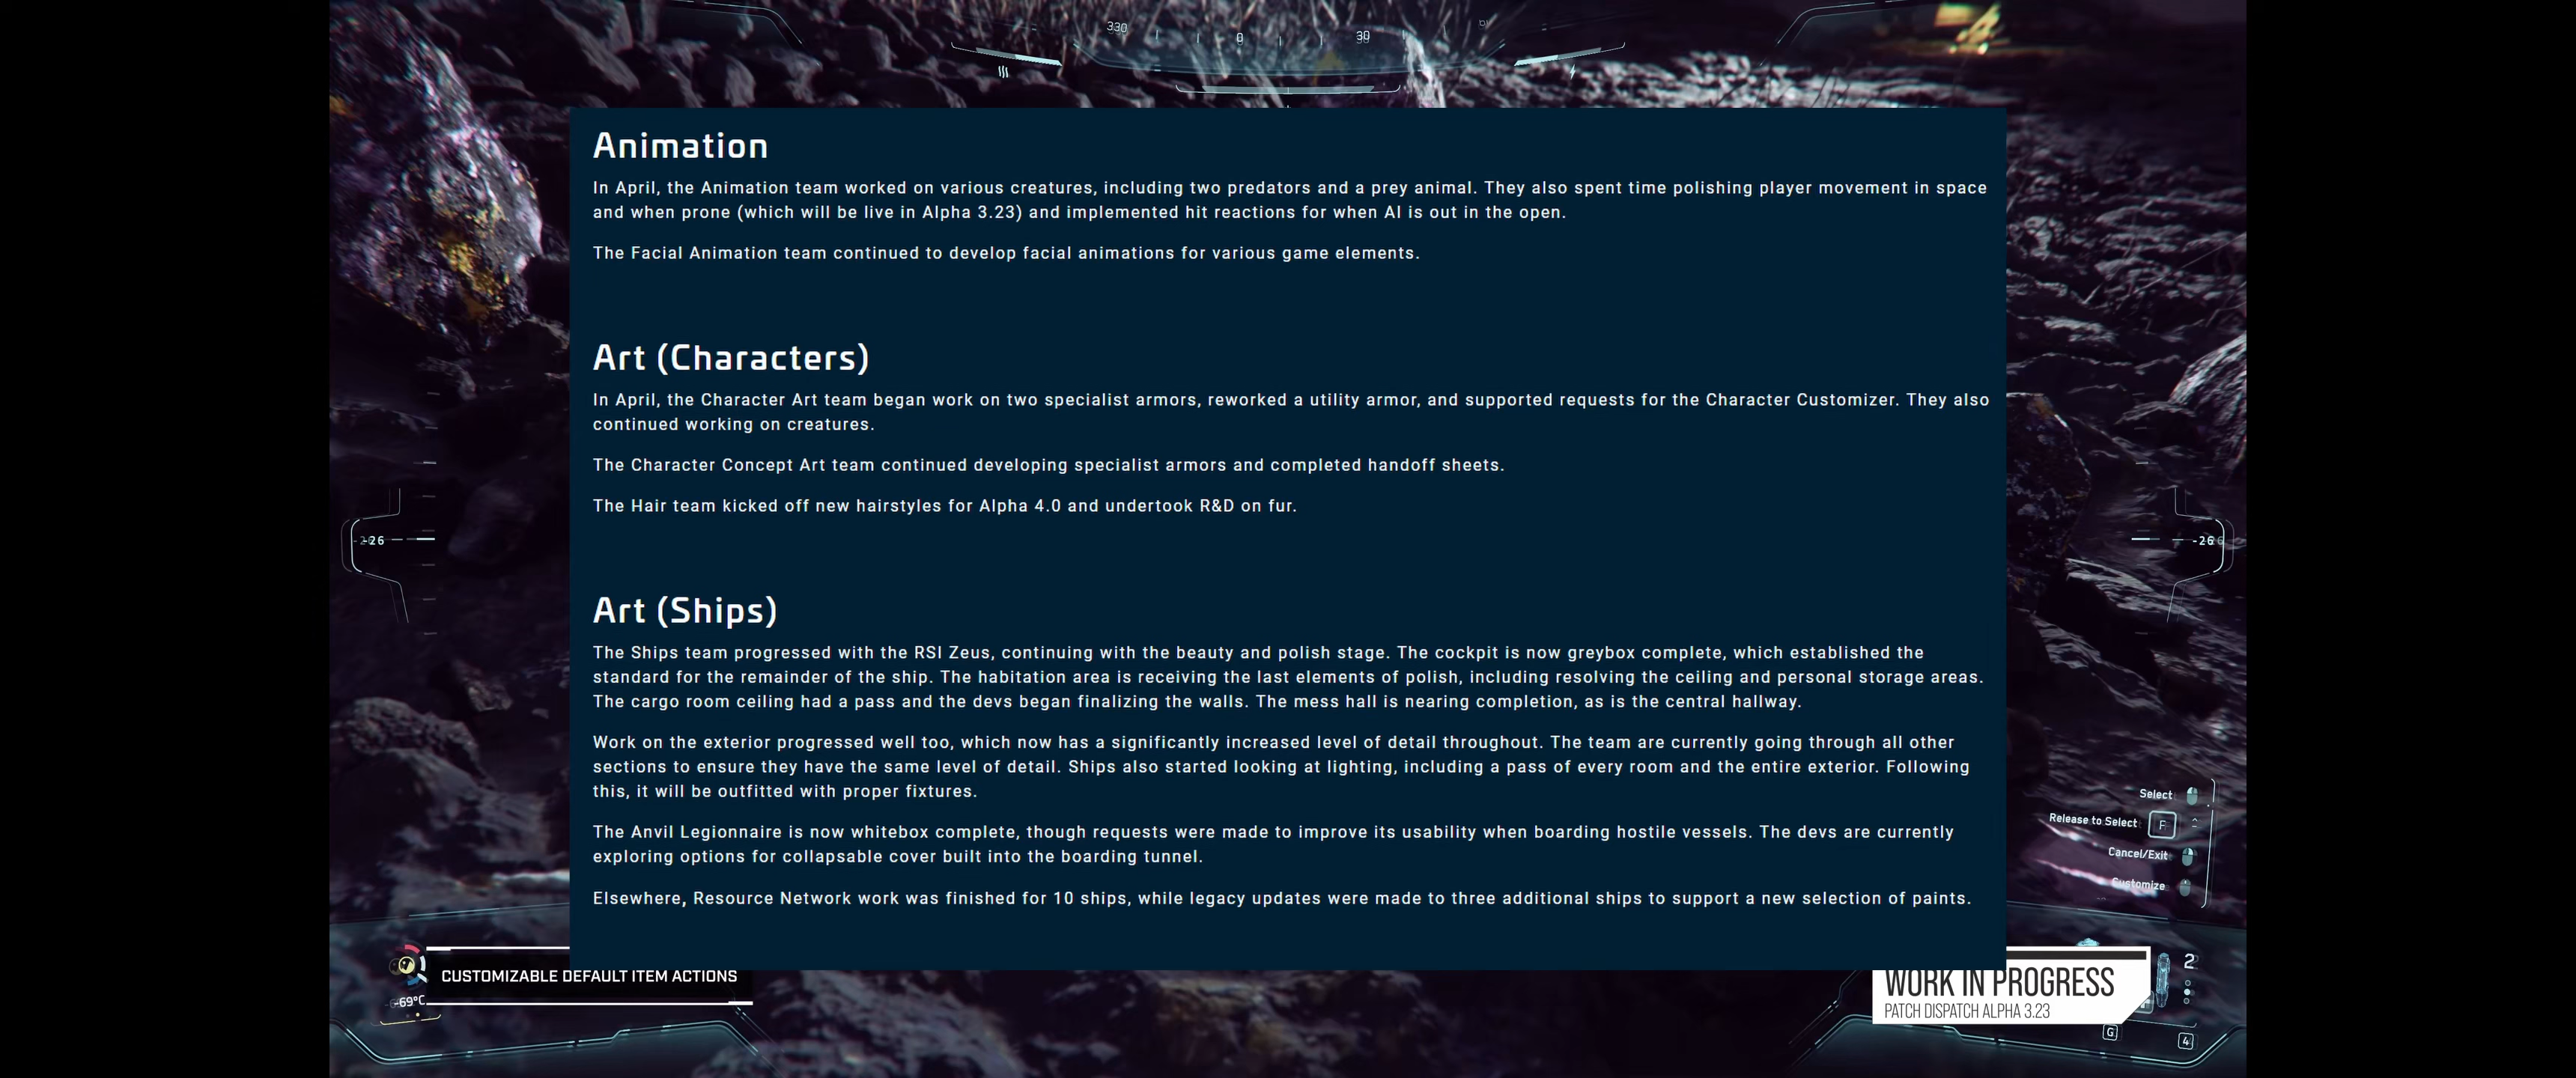 330 0 30
Animation
In April, the Animation team worked on various creatures, including two predators and a prey animal. They also spent time polishing player movement in space
and when prone (which will be live in Alpha 3.23) and implemented hit reactions for when AI is out in the open.
The Facial Animation team continued to develop facial animations for various game elements.
Art (Characters)
In April, the Character Art team began work on two specialist armors, reworked a utility armor, and supported requests for the Character Customizer. They also
continued working on creatures.
The Character Concept Art team continued developing specialist armors and completed handoff sheets.
The Hair team kicked off new hairstyles for Alpha 4.0 and undertook R&D on fur.
-26
-26
Art (Ships)
The Ships team progressed with the RSI Zeus, continuing with the beauty and polish stage. The cockpit is now greybox complete, which established the
standard for the remainder of the ship. The habitation area is receiving the last elements of polish, including resolving the ceiling and personal storage areas.
The cargo room ceiling had a pass and the devs began finalizing the walls. The mess hall is nearing completion, as is the central hallway.
Work on the exterior progressed well too, which now has a significantly increased level of detail throughout. The team are currently going through all other
sections to ensure they have the same level of detail. Ships also started looking at lighting, including a pass of every room and the entire exterior. Following
this, it will be outfitted with proper fixtures.
The Anvil Legionnaire is now whitebox complete, though requests were made to improve its usability when boarding hostile vessels. The devs are currently
exploring options for collapsable cover built into the boarding tunnel.
Elsewhere, Resource Network work was finished for 10 ships, while legacy updates were made to three additional ships to support a new selection of paints.
Select
Release to Select F
Cancel/Exit
Customize
CUSTOMIZABLE DEFAULT ITEM ACTIONS
-69°C
WORK IN PROGRESS
PATCH DISPATCH ALPHA 3.23
2
G
4